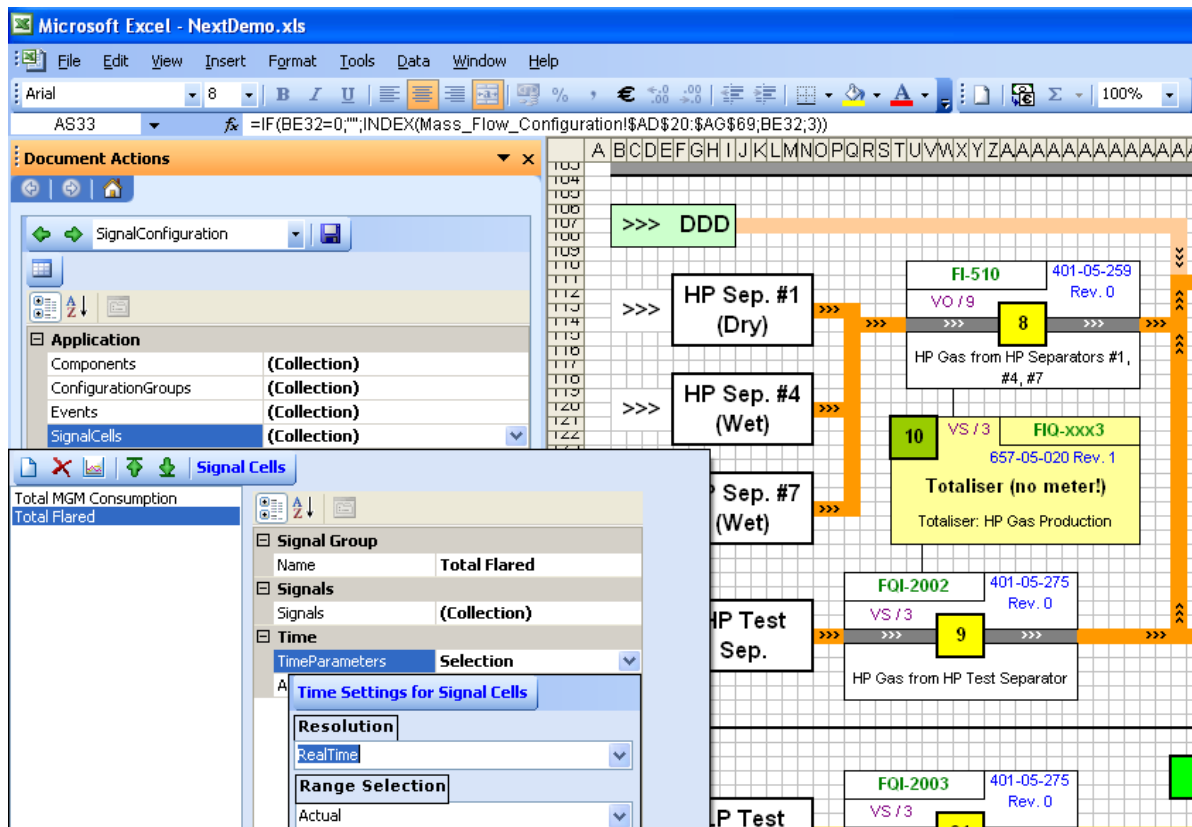 Microsoft Excel - NextDemo.xls
File Edit View Insert Format Tools Data Window Help
Arial 8 B I U % , € 100%
AS33 fx =IF(BE32=0;"";INDEX(Mass_Flow_Configuration!$AD$20:$AG$69;BE32;3))
Document Actions
SignalConfiguration
Application
Components (Collection)
ConfigurationGroups (Collection)
Events (Collection)
SignalCells (Collection)
Signal Cells
Total MGM Consumption
Total Flared
Signal Group
Name Total Flared
Signals
Signals (Collection)
Time
TimeParameters Selection
A
Time Settings for Signal Cells
Resolution
RealTime
Range Selection
Actual
A B C D E F G H I J K L M N O P Q R S T U V W X Y Z A A A A A A A A A A A A
>>> DDD
>>> HP Sep. #1
(Dry)
>>>
>>>
FI-510 401-05-259
Rev. 0
VO / 9
>>> 8 >>>
>>>
HP Gas from HP Separators #1,
#4, #7
>>> HP Sep. #4
(Wet)
>>>
10 VS / 3 FIQ-xxx3
657-05-020 Rev. 1
Totaliser (no meter!)
Totaliser: HP Gas Production
Sep. #7
(Wet)
>>>
HP Test
Sep.
>>>
FQI-2002 401-05-275
Rev. 0
VS / 3
>>> 9 >>>
>>>
HP Gas from HP Test Separator
FQI-2003 401-05-275
Rev. 0
VS / 3
Test